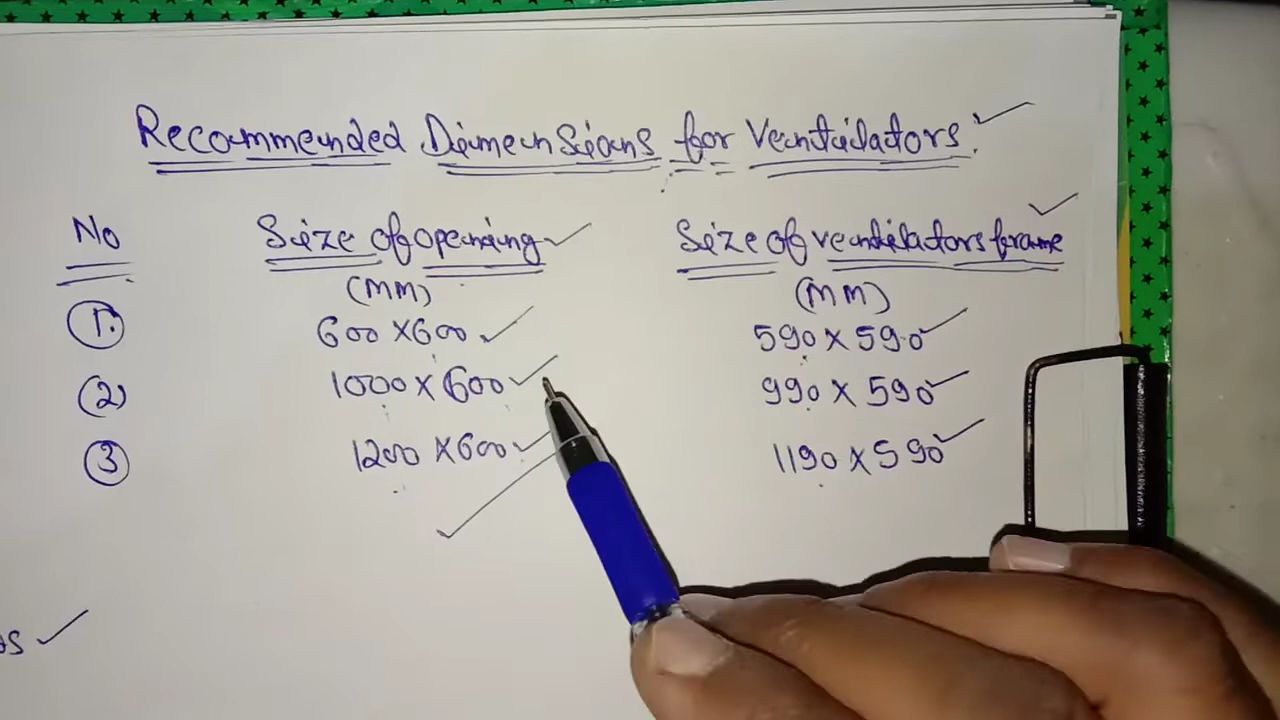 Recommended Dimensions for Ventilators.
No Size of opening Size of ventilators frame
(MM) (MM)
1. 600 X 600 590 X 590
(2) 1000 X 600 990 X 590
3 1200 X 600 1190 X 590